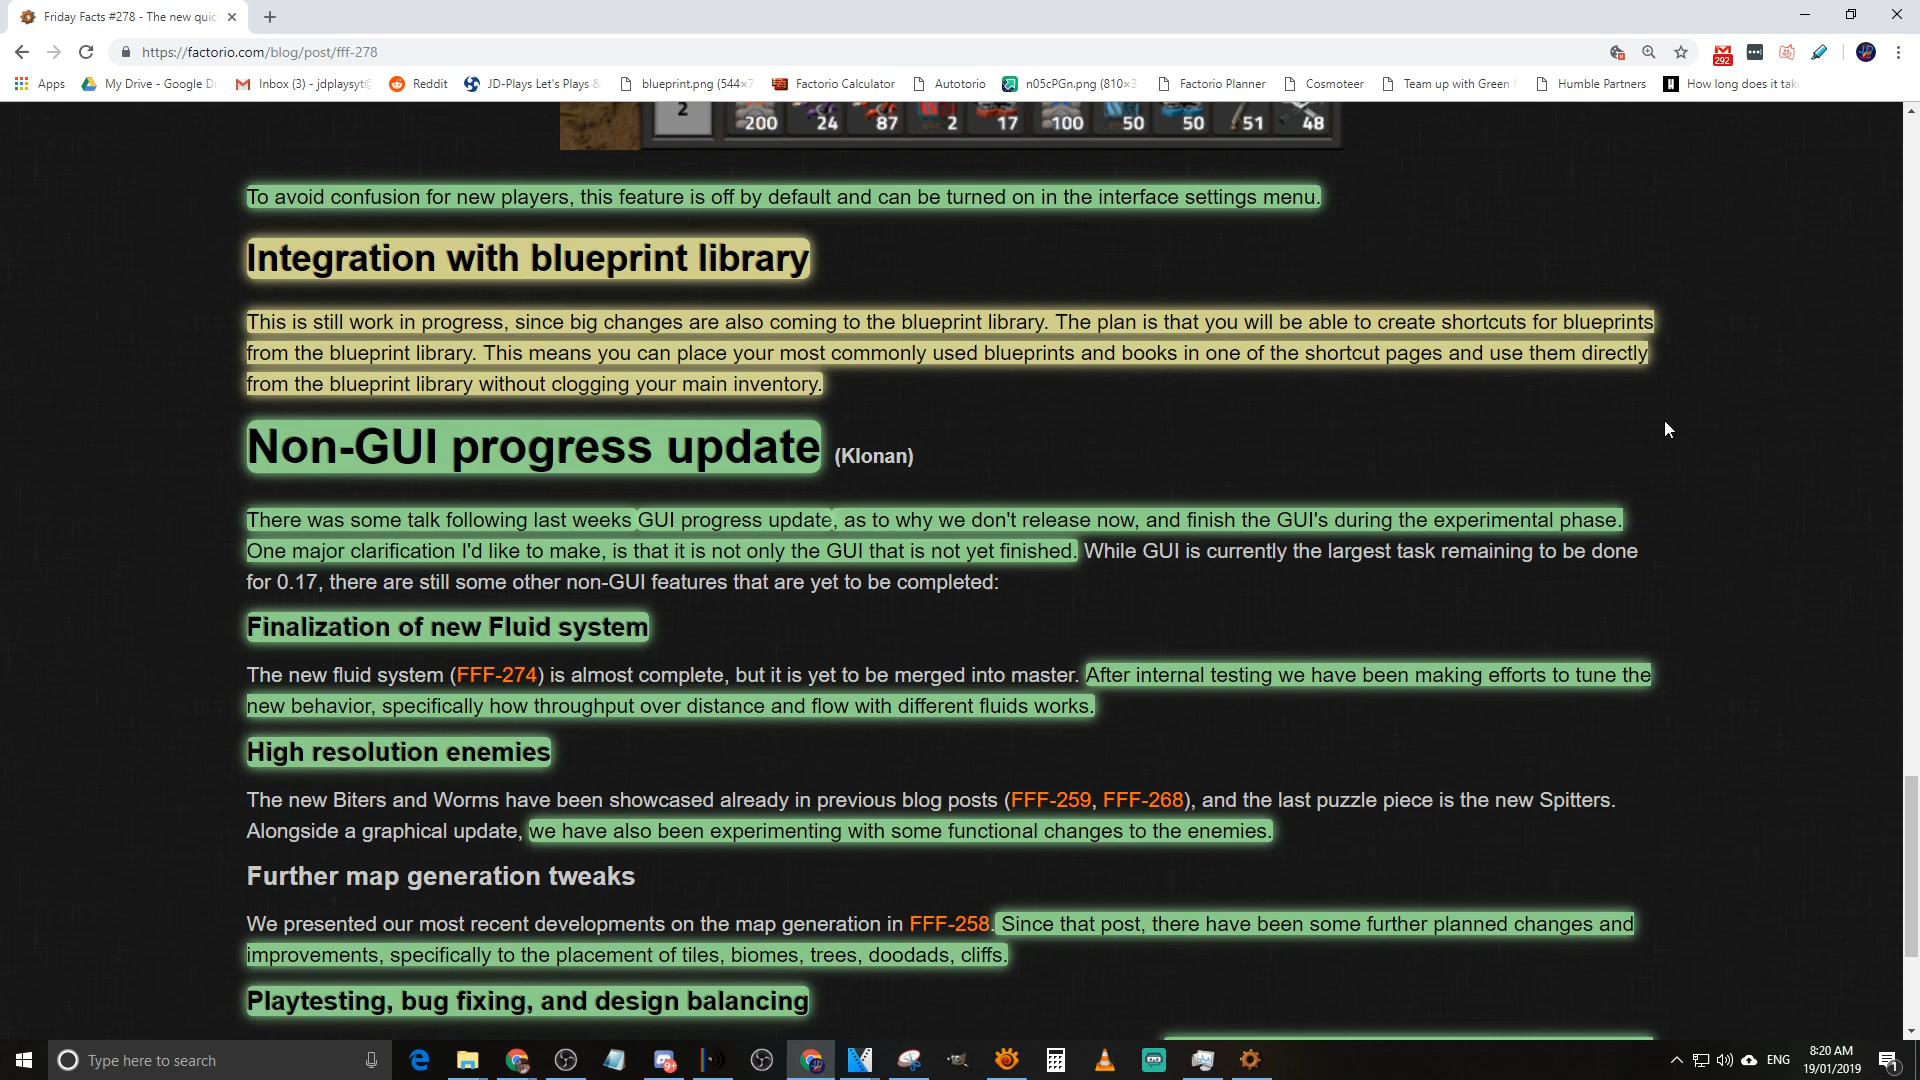 Friday Facts #278 - The new quic
https://factorio.com/blog/post/fff-278
292
Apps My Drive - Google Dr Inbox (3) - jdplaysyt@ Reddit JD-Plays Let's Plays & blueprint.png (544×7 Factorio Calculator Autotorio n05cPGn.png (810×3 Factorio Planner Cosmoteer Team up with Green Humble Partners How long does it take
2 200 24 87 2 17 100 50 50 51 48
To avoid confusion for new players, this feature is off by default and can be turned on in the interface settings menu.
Integration with blueprint library
This is still work in progress, since big changes are also coming to the blueprint library. The plan is that you will be able to create shortcuts for blueprints
from the blueprint library. This means you can place your most commonly used blueprints and books in one of the shortcut pages and use them directly
from the blueprint library without clogging your main inventory.
Non-GUI progress update (Klonan)
There was some talk following last weeks GUI progress update, as to why we don't release now, and finish the GUI's during the experimental phase.
One major clarification I'd like to make, is that it is not only the GUI that is not yet finished. While GUI is currently the largest task remaining to be done
for 0.17, there are still some other non-GUI features that are yet to be completed:
Finalization of new Fluid system
The new fluid system (FFF-274) is almost complete, but it is yet to be merged into master. After internal testing we have been making efforts to tune the
new behavior, specifically how throughput over distance and flow with different fluids works.
High resolution enemies
The new Biters and Worms have been showcased already in previous blog posts (FFF-259, FFF-268), and the last puzzle piece is the new Spitters.
Alongside a graphical update, we have also been experimenting with some functional changes to the enemies.
Further map generation tweaks
We presented our most recent developments on the map generation in FFF-258. Since that post, there have been some further planned changes and
improvements, specifically to the placement of tiles, biomes, trees, doodads, cliffs.
Playtesting, bug fixing, and design balancing
Type here to search
ENG
8:20 AM
19/01/2019